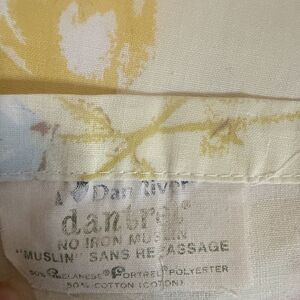 A Dan River
dantrel
NO IRON MUSLIN
"MUSLIN" SANS REPASSAGE
50% CELANESE FORTREL POLYESTER
50% COTTON (COTON)